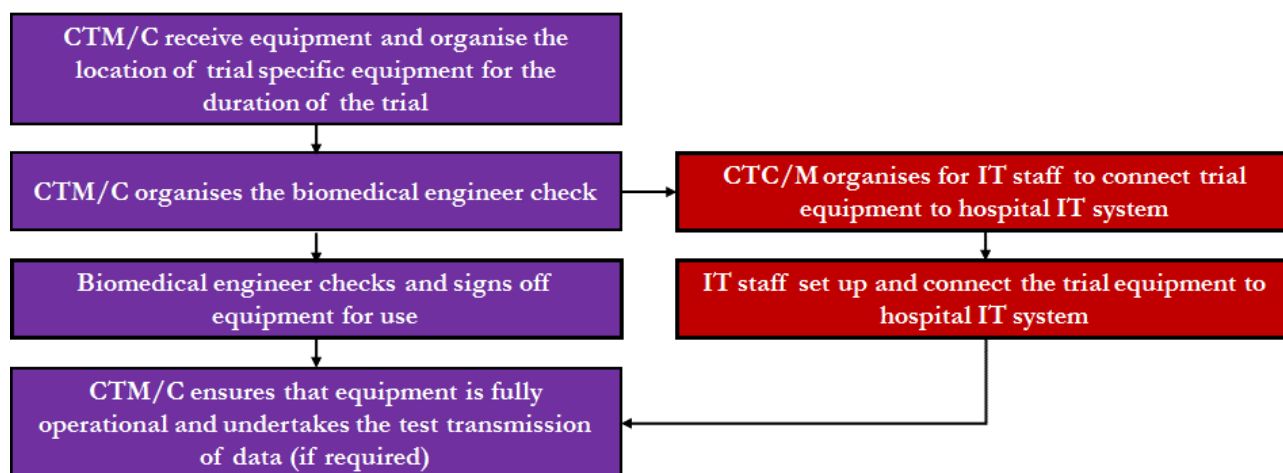 CTM/C receive equipment and organise the
location of trial specific equipment for the
duration of the trial
CTM/C organises the biomedical engineer check
CTC/M organises for IT staff to connect trial
equipment to hospital IT system
Biomedical engineer checks and signs off
equipment for use
IT staff set up and connect the trial equipment to
hospital IT system
CTM/C ensures that equipment is fully
operational and undertakes the test transmission
of data (if required)